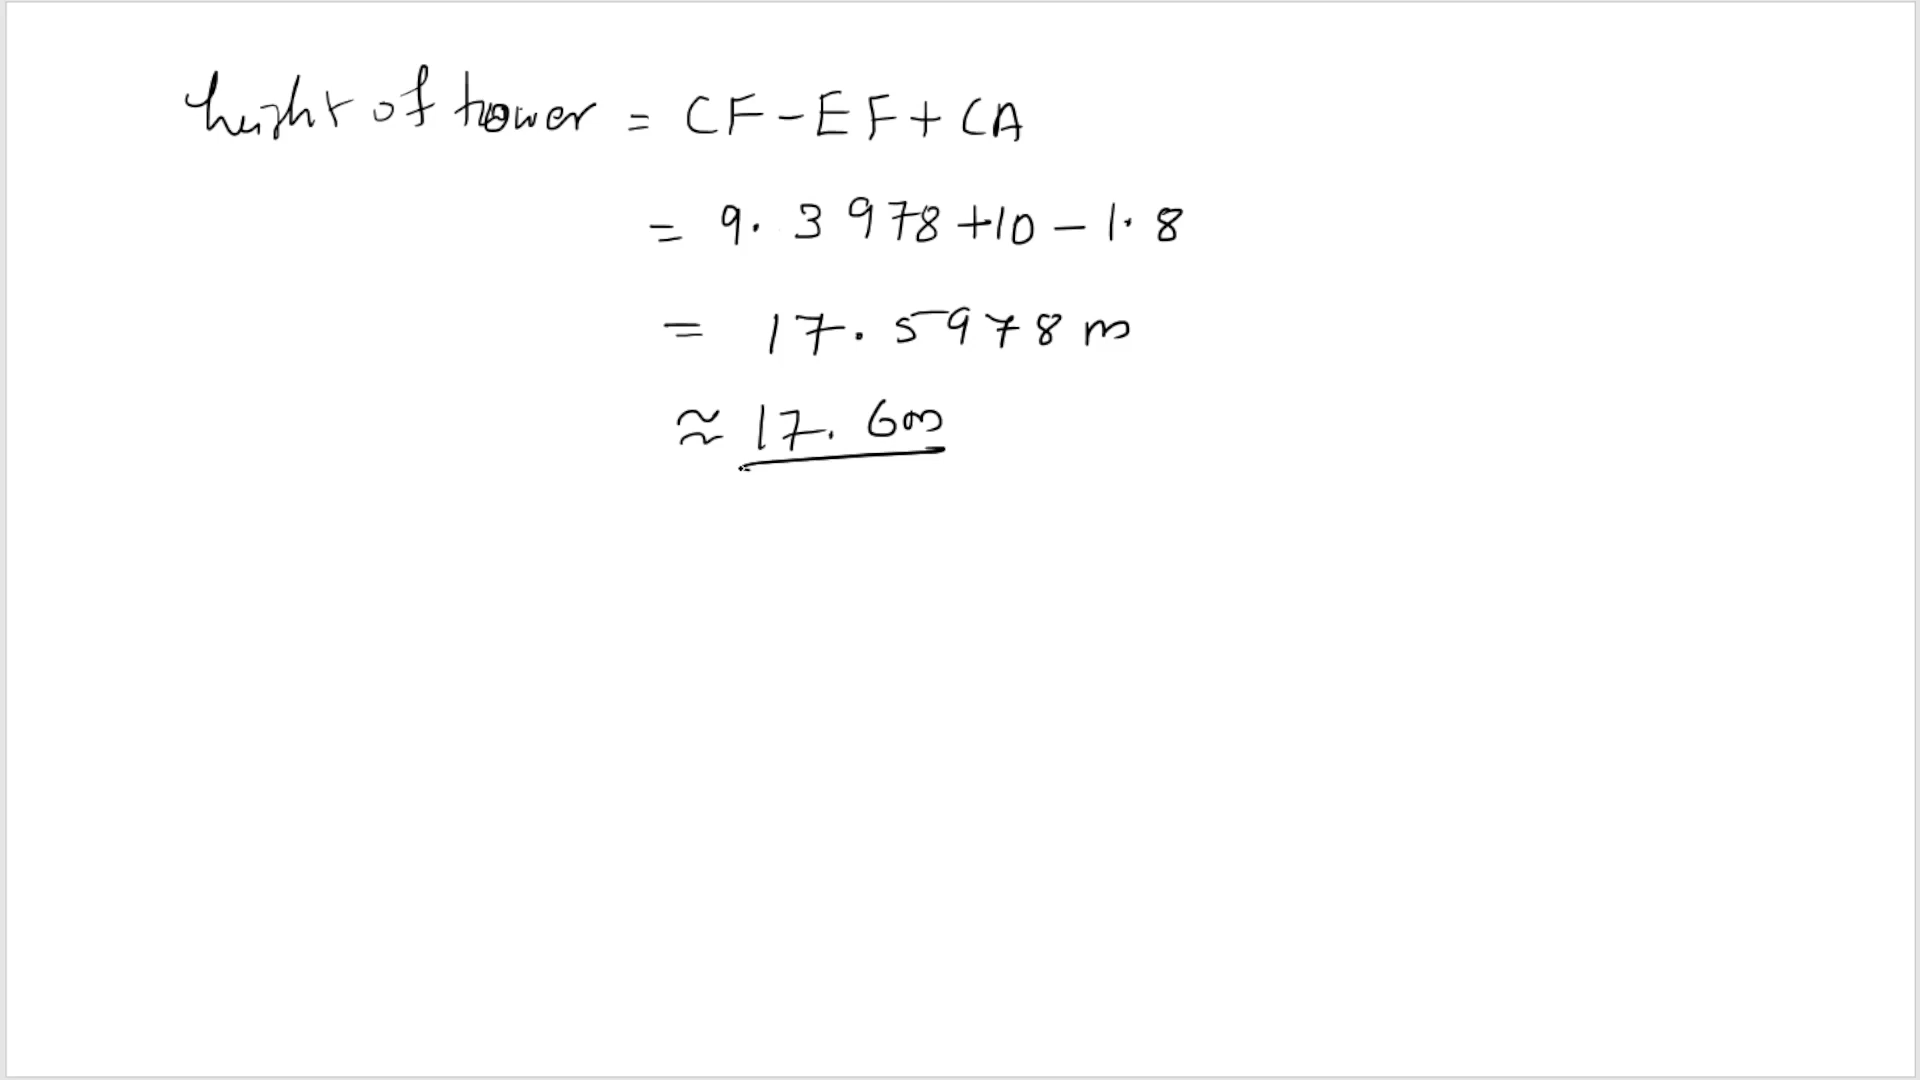 height of tower = CF - EF + CA
= 9.3978 + 10 - 1.8
= 17.5978 m
≈ 17.6m